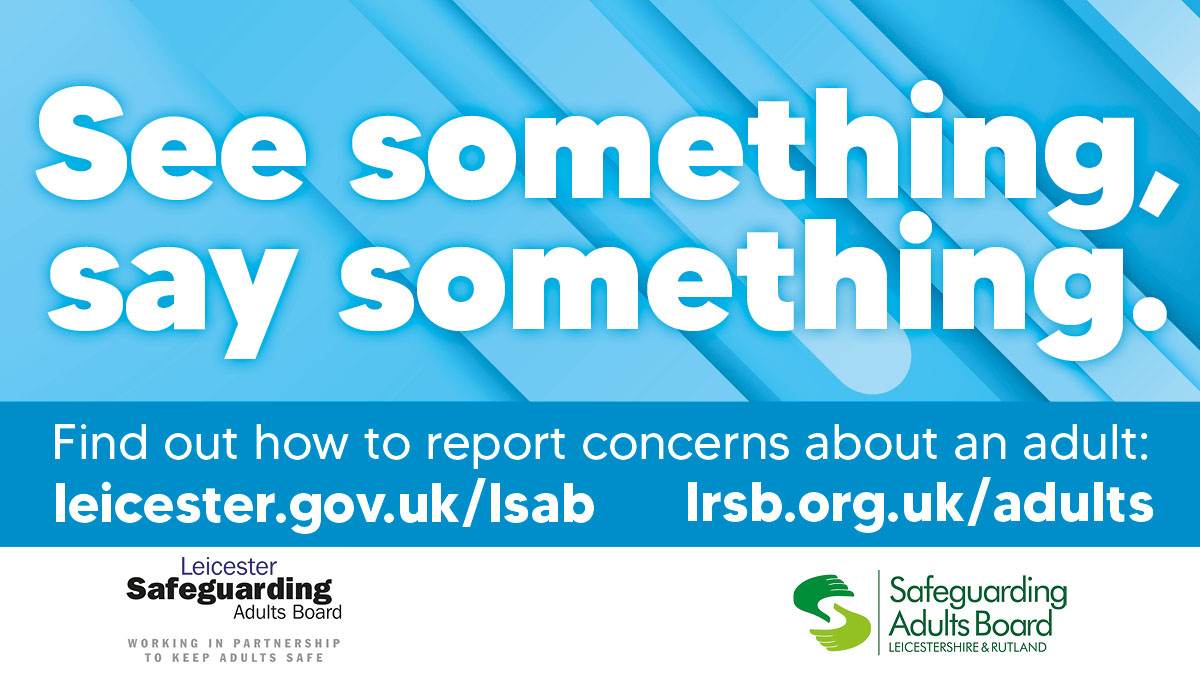 See something,
say something.
Find out how to report concerns about an adult:
leicester.gov.uk/lsab lrsb.org.uk/adults
Leicester
Safeguarding
Adults Board
WORKING IN PARTNERSHIP
TO KEEP ADULTS SAFE
Safeguarding
Adults Board
LEICESTERSHIRE & RUTLAND